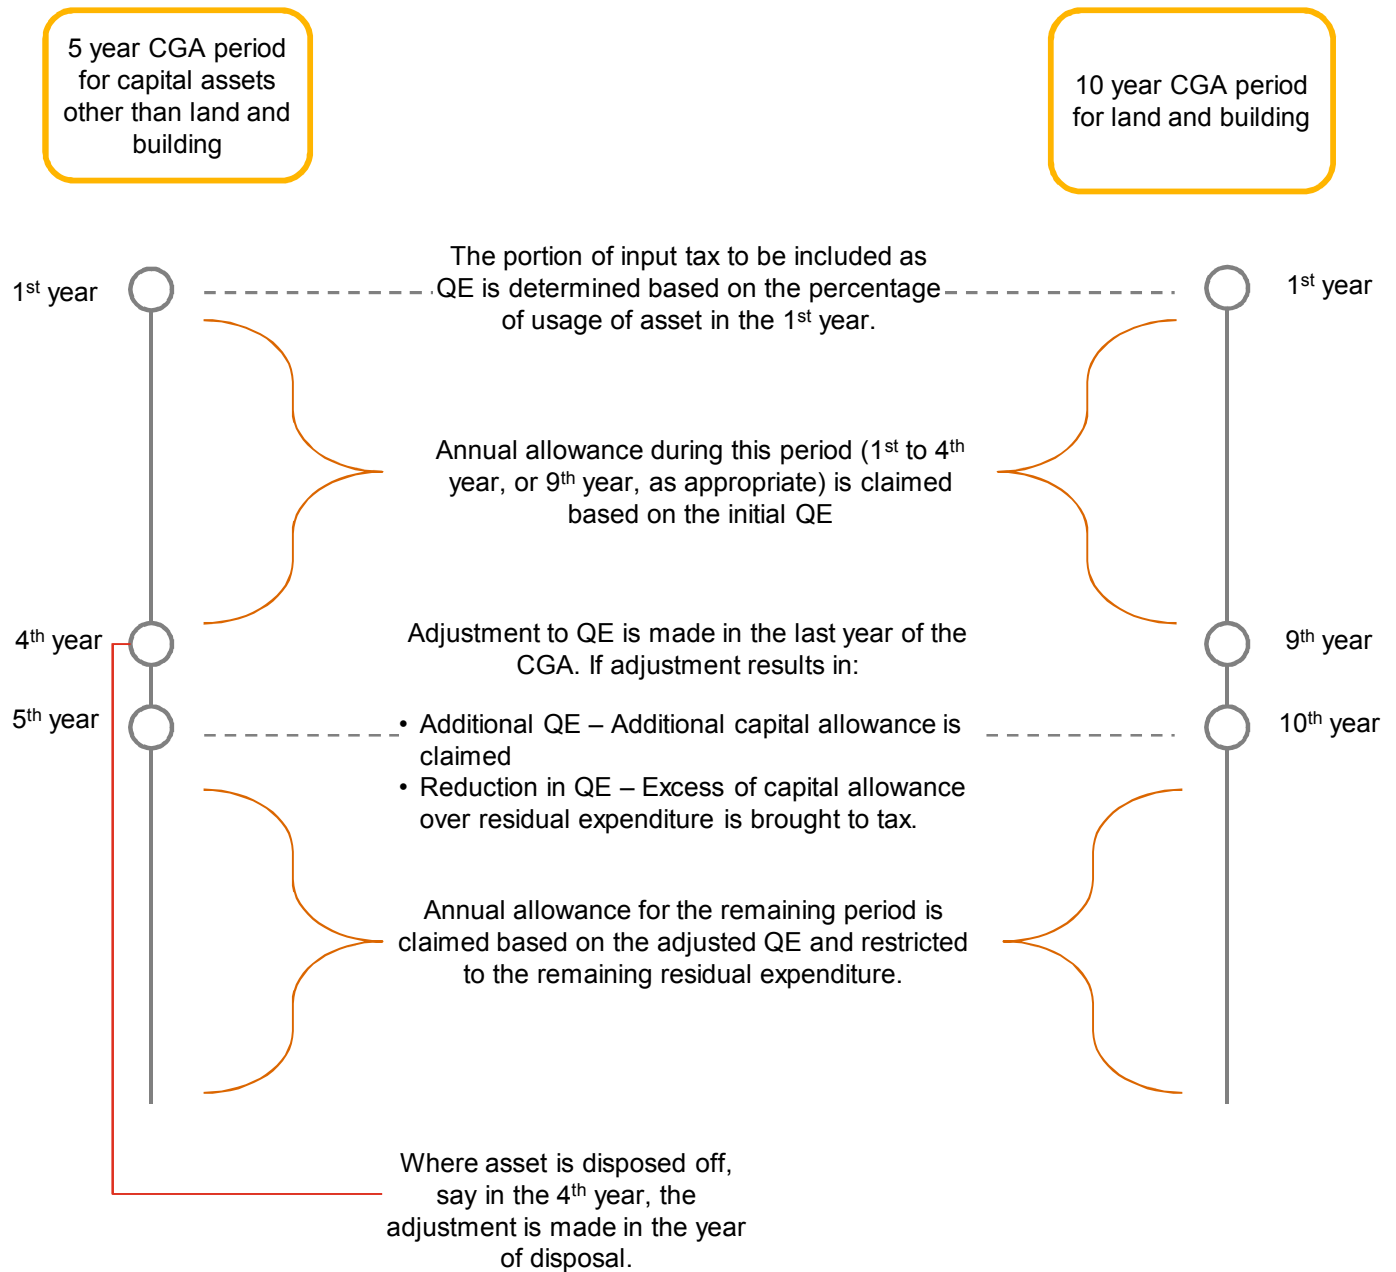 5 year CGA period
for capital assets
other than land and
building
10 year CGA period
for land and building
1st year
The portion of input tax to be included as
QE is determined based on the percentage
of usage of asset in the 1st year.
1st year
Annual allowance during this period (1st to 4th
year, or 9th year, as appropriate) is claimed
based on the initial QE
4th year
Adjustment to QE is made in the last year of the
CGA. If adjustment results in:
9th year
5th year
• Additional QE – Additional capital allowance is
claimed
• Reduction in QE – Excess of capital allowance
over residual expenditure is brought to tax.
10th year
Annual allowance for the remaining period is
claimed based on the adjusted QE and restricted
to the remaining residual expenditure.
Where asset is disposed off,
say in the 4th year, the
adjustment is made in the year
of disposal.